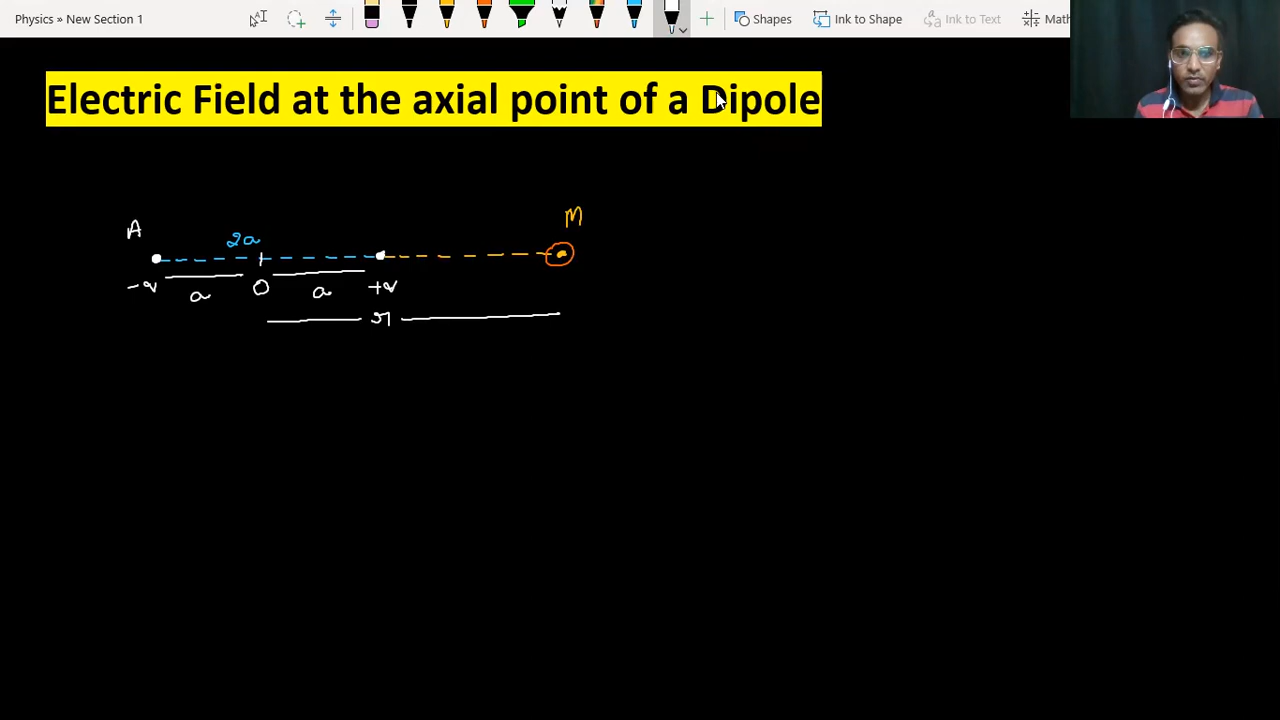 Physics » New Section 1
Shapes
Ink to Shape
Ink to Text
Math
Electric Field at the axial point of a Dipole
M
A
2a
-q a O a +q
r